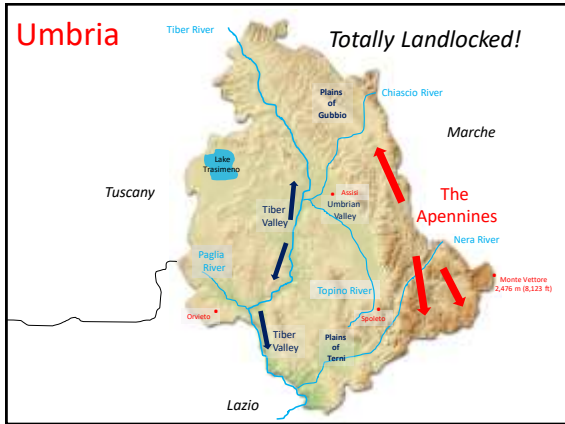 Umbria
Tiber River
Totally Landlocked!
Plains
of
Gubbio
Chiascio River
Marche
Lake
Trasimeno
Tuscany
Assisi
Umbrian
Valley
The
Apennines
Tiber
Valley
Nera River
Paglia
River
Topino River
Monte Vettore
2,476 m (8,123 ft)
Orvieto
Spoleto
Tiber
Valley
Plains
of
Terni
Lazio